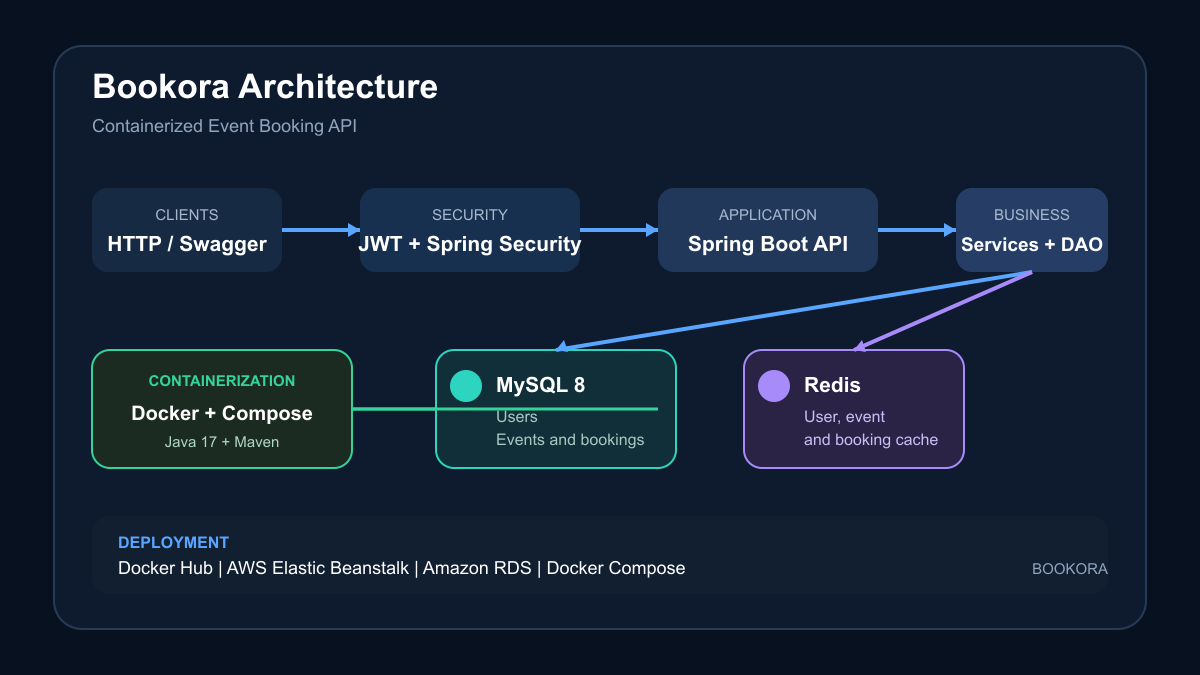 Bookora Architecture
Containerized Event Booking API
CLIENTS
HTTP / Swagger
SECURITY
JWT + Spring Security
APPLICATION
Spring Boot API
BUSINESS
Services + DAO
CONTAINERIZATION
Docker + Compose
Java 17 + Maven
MySQL 8
Users
Events and bookings
Redis
User, event
and booking cache
DEPLOYMENT
Docker Hub | AWS Elastic Beanstalk | Amazon RDS | Docker Compose
BOOKORA